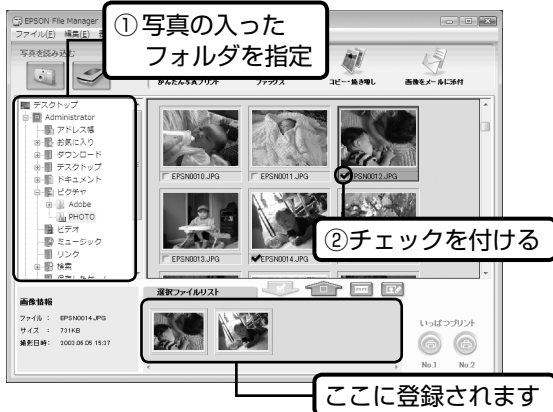 EPSON File Manager
ファイル(F) 編集(E)
①写真の入った
フォルダを指定
写真を読み込む
かんたんSAプリント
ファックス
コピー・焼き増し
画像をメールに添付
デスクトップ
Administrator
アドレス帳
お気に入り
ダウンロード
デスクトップ
ドキュメント
ピクチャ
Adobe
PHOTO
ビデオ
ミュージック
リンク
検索
EPSN0010.JPG
EPSN0011.JPG
EPSN0012.JPG
②チェックを付ける
EPSN0013.JPG
EPSN0014.JPG
選択ファイルリスト
画像情報
ファイル : EPSN0014.JPG
サイズ : 731KB
撮影日時: 2003.06.05 15:37
いっぱつプリント
No.1
No.2
ここに登録されます